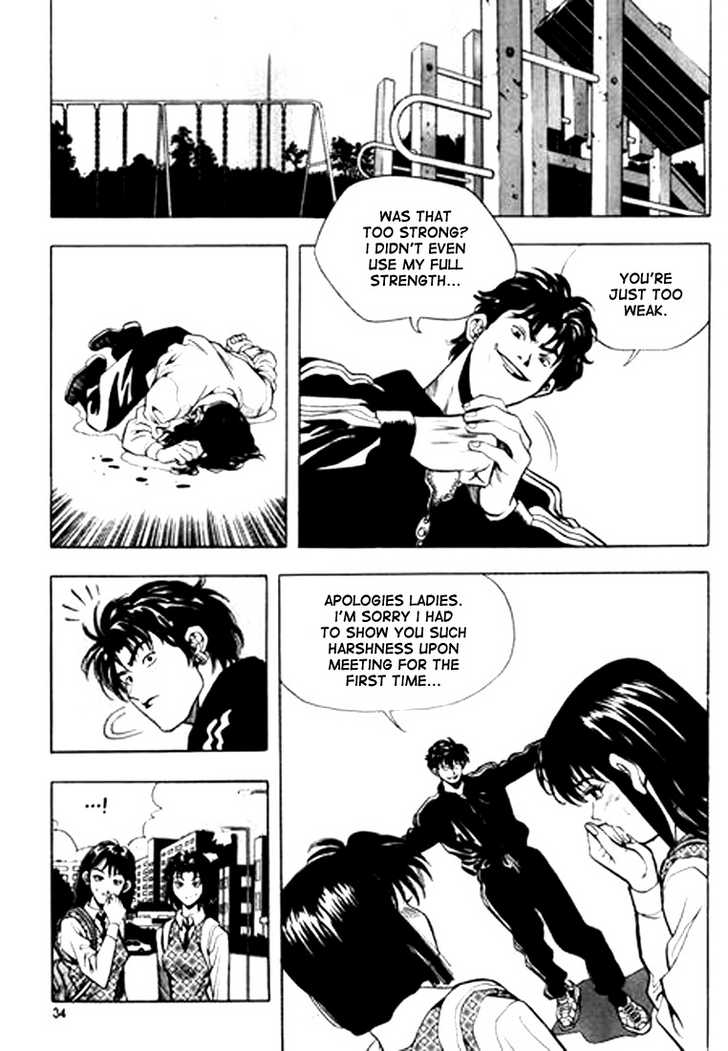 WAS THAT
TOO STRONG?
I DIDN'T EVEN
USE MY FULL
STRENGTH...
YOU'RE
JUST TOO
WEAK.
APOLOGIES LADIES.
I'M SORRY I HAD
TO SHOW YOU SUCH
HARSHNESS UPON
MEETING FOR THE
FIRST TIME...
...!
34